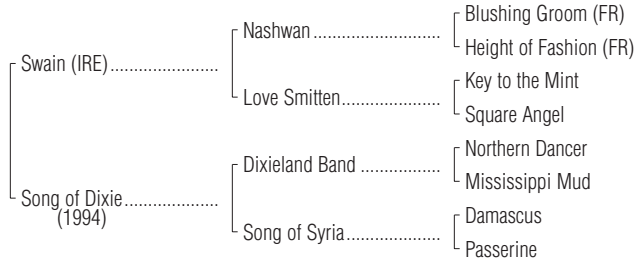 Blushing Groom (FR)
Nashwan ....................
Height of Fashion (FR)
Swain (IRE)....................
Key to the Mint
Love Smitten....................
Square Angel
Northern Dancer
Dixieland Band ....................
Mississippi Mud
Song of Dixie....................
(1994)
Damascus
Song of Syria....................
Passerine